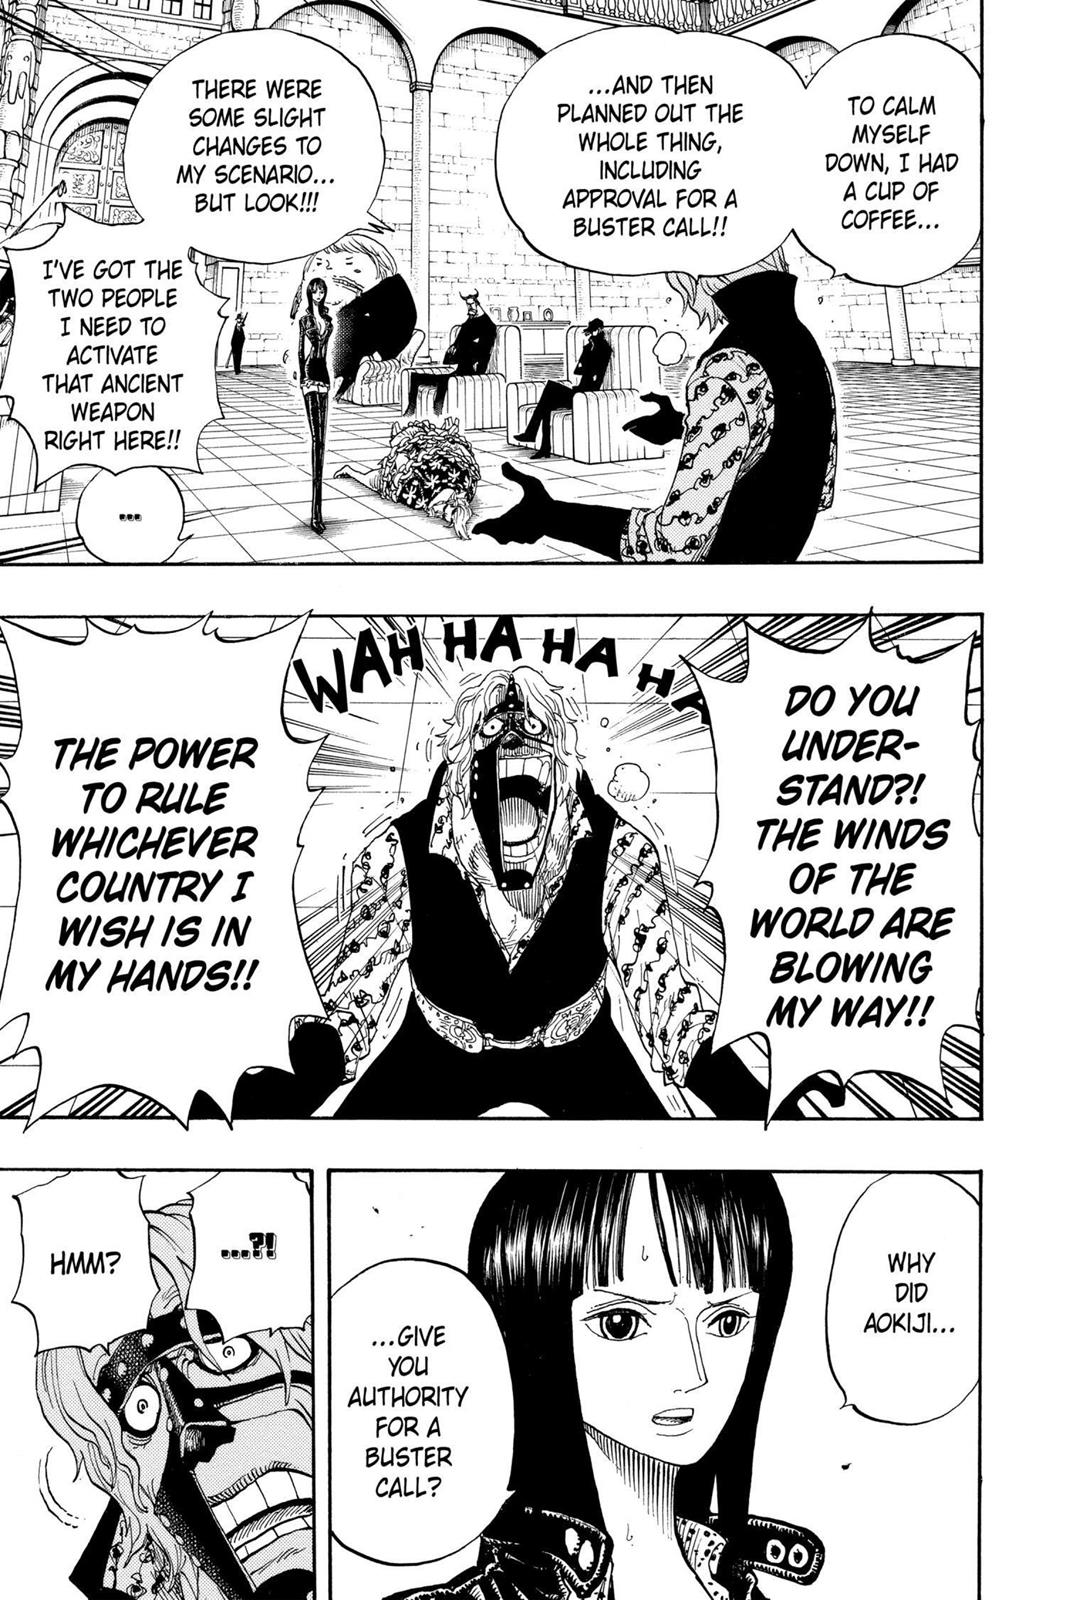 TO CALM
MYSELF
DOWN, I HAD
A CUP OF
COFFEE...
...AND THEN
PLANNED OUT THE
WHOLE THING,
INCLUDING
APPROVAL FOR A
BUSTER CALL!!
THERE WERE
SOME SLIGHT
CHANGES TO
MY SCENARIO...
BUT LOOK!!!
I'VE GOT THE
TWO PEOPLE
I NEED TO
ACTIVATE
THAT ANCIENT
WEAPON
RIGHT HERE!!
...
DO YOU
UNDER-
STAND?!
THE WINDS
OF THE
WORLD ARE
BLOWING
MY WAY!!
WAH HA HA HA HA
THE POWER
TO RULE
WHICHEVER
COUNTRY I
WISH IS IN
MY HANDS!!
WHY
DID
AOKIJI...
...GIVE
YOU
AUTHORITY
FOR A
BUSTER
CALL?
...?!
HMM?